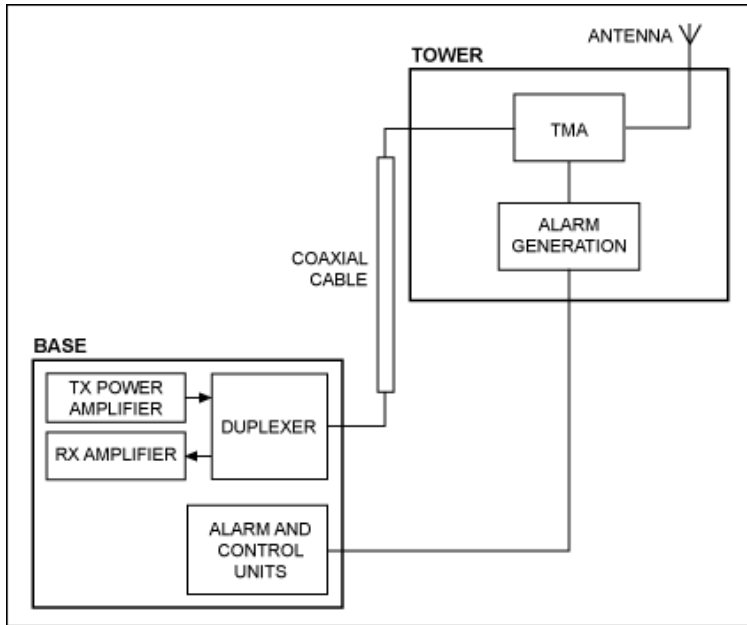 ANTENNA
TOWER
TMA
ALARM
GENERATION
COAXIAL
CABLE
BASE
TX POWER
AMPLIFIER
DUPLEXER
RX AMPLIFIER
ALARM AND
CONTROL
UNITS